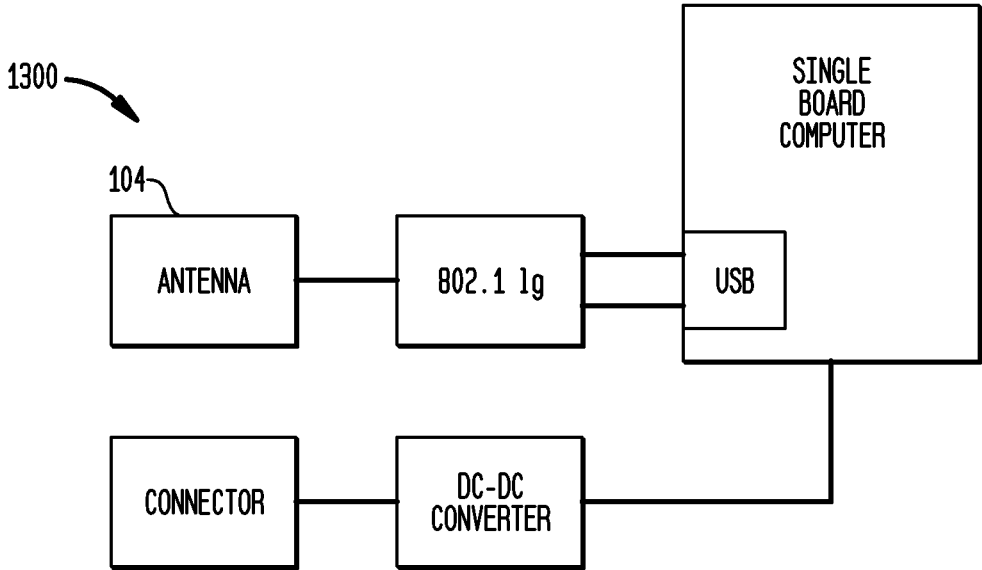 1300
SINGLE
BOARD
COMPUTER
104
ANTENNA
802.1 lg
USB
CONNECTOR
DC-DC
CONVERTER